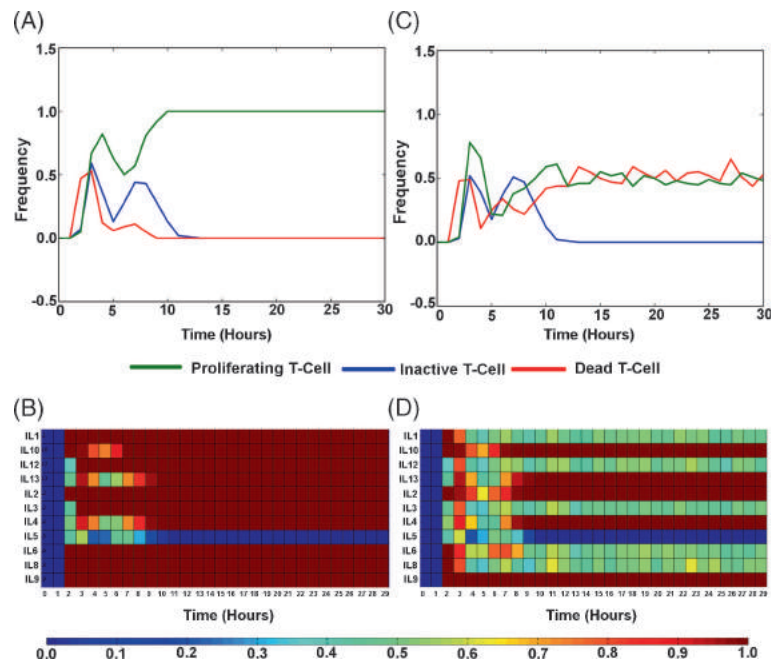 (A)
(C)
1.5
1.0
0.5
0.0
-0.5
Frequency
0 5 10 15 20 25 30
Time (Hours)
1.5
1.0
0.5
0.0
-0.5
Frequency
0 5 10 15 20 25 30
Time (Hours)
Proliferating T-Cell Inactive T-Cell Dead T-Cell
(B)
(D)
IL1
IL10
IL12
IL13
IL2
IL3
IL4
IL5
IL6
IL8
IL9
0 1 2 3 4 5 6 7 8 9 10 11 12 13 14 15 16 17 18 19 20 21 22 23 24 25 26 27 28 29
Time (Hours)
IL1
IL10
IL12
IL13
IL2
IL3
IL4
IL5
IL6
IL8
IL9
0 1 2 3 4 5 6 7 8 9 10 11 12 13 14 15 16 17 18 19 20 21 22 23 24 25 26 27 28 29
Time (Hours)
0.0 0.1 0.2 0.3 0.4 0.5 0.6 0.7 0.8 0.9 1.0